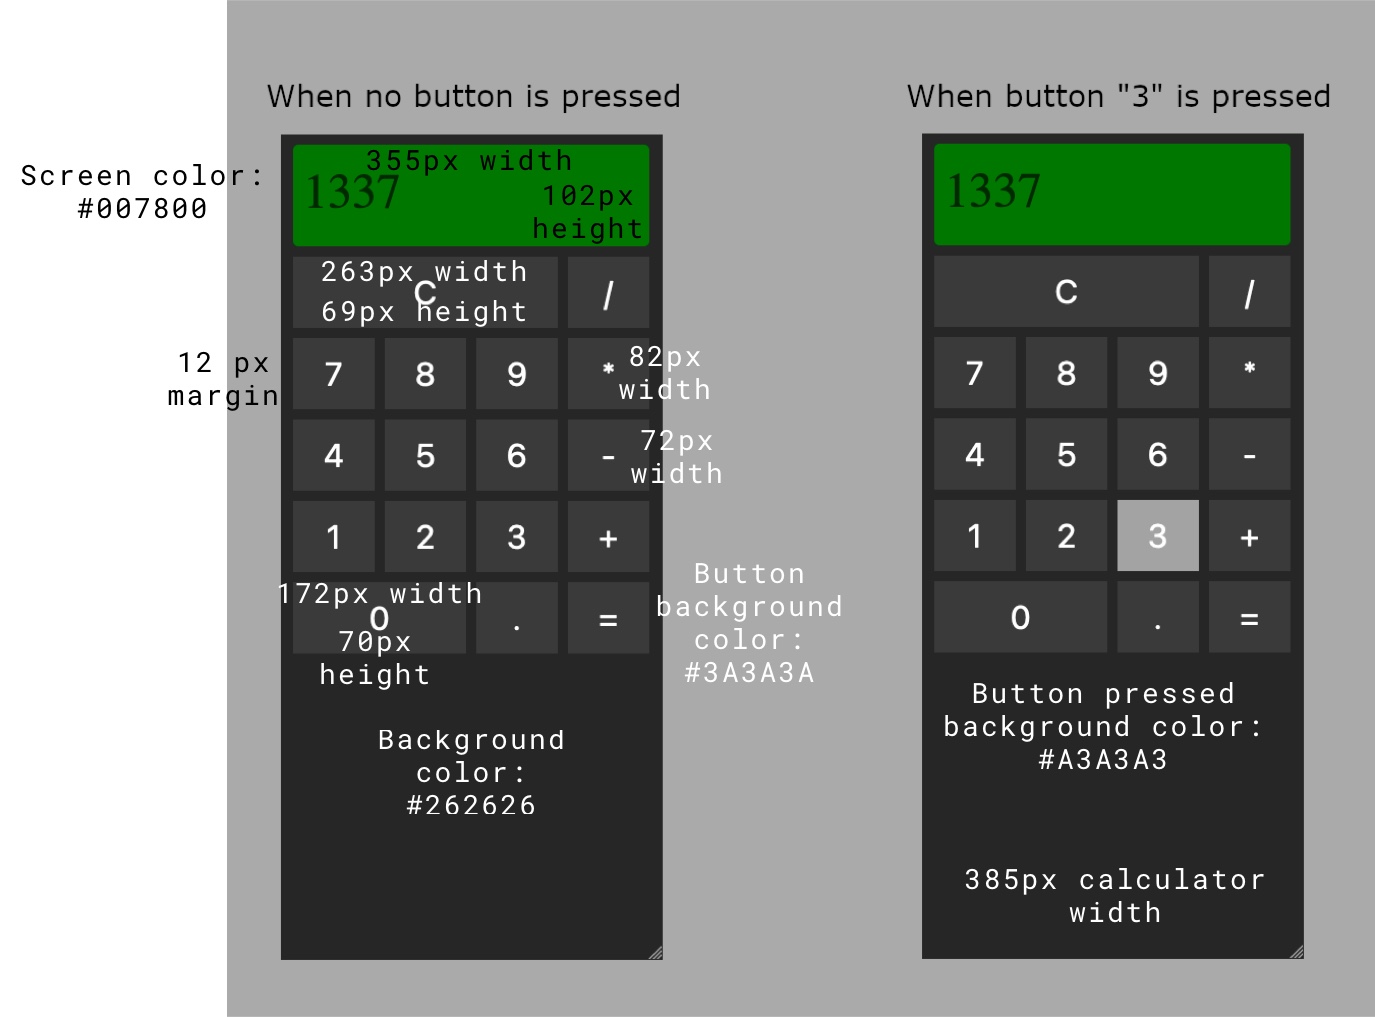 When no button is pressed
When button "3" is pressed
Screen color:
#007800
355px width
1337
102px
height
263px width
C
69px height
/
12 px
margin
7
8
9
*
82px
width
4
5
6
-
72px
width
1
2
3
+
172px width
0
70px
height
.
=
Button
background
color:
#3A3A3A
Background
color:
#262626
1337
C
/
7
8
9
*
4
5
6
-
1
2
3
+
0
.
=
Button pressed
background color:
#A3A3A3
385px calculator
width